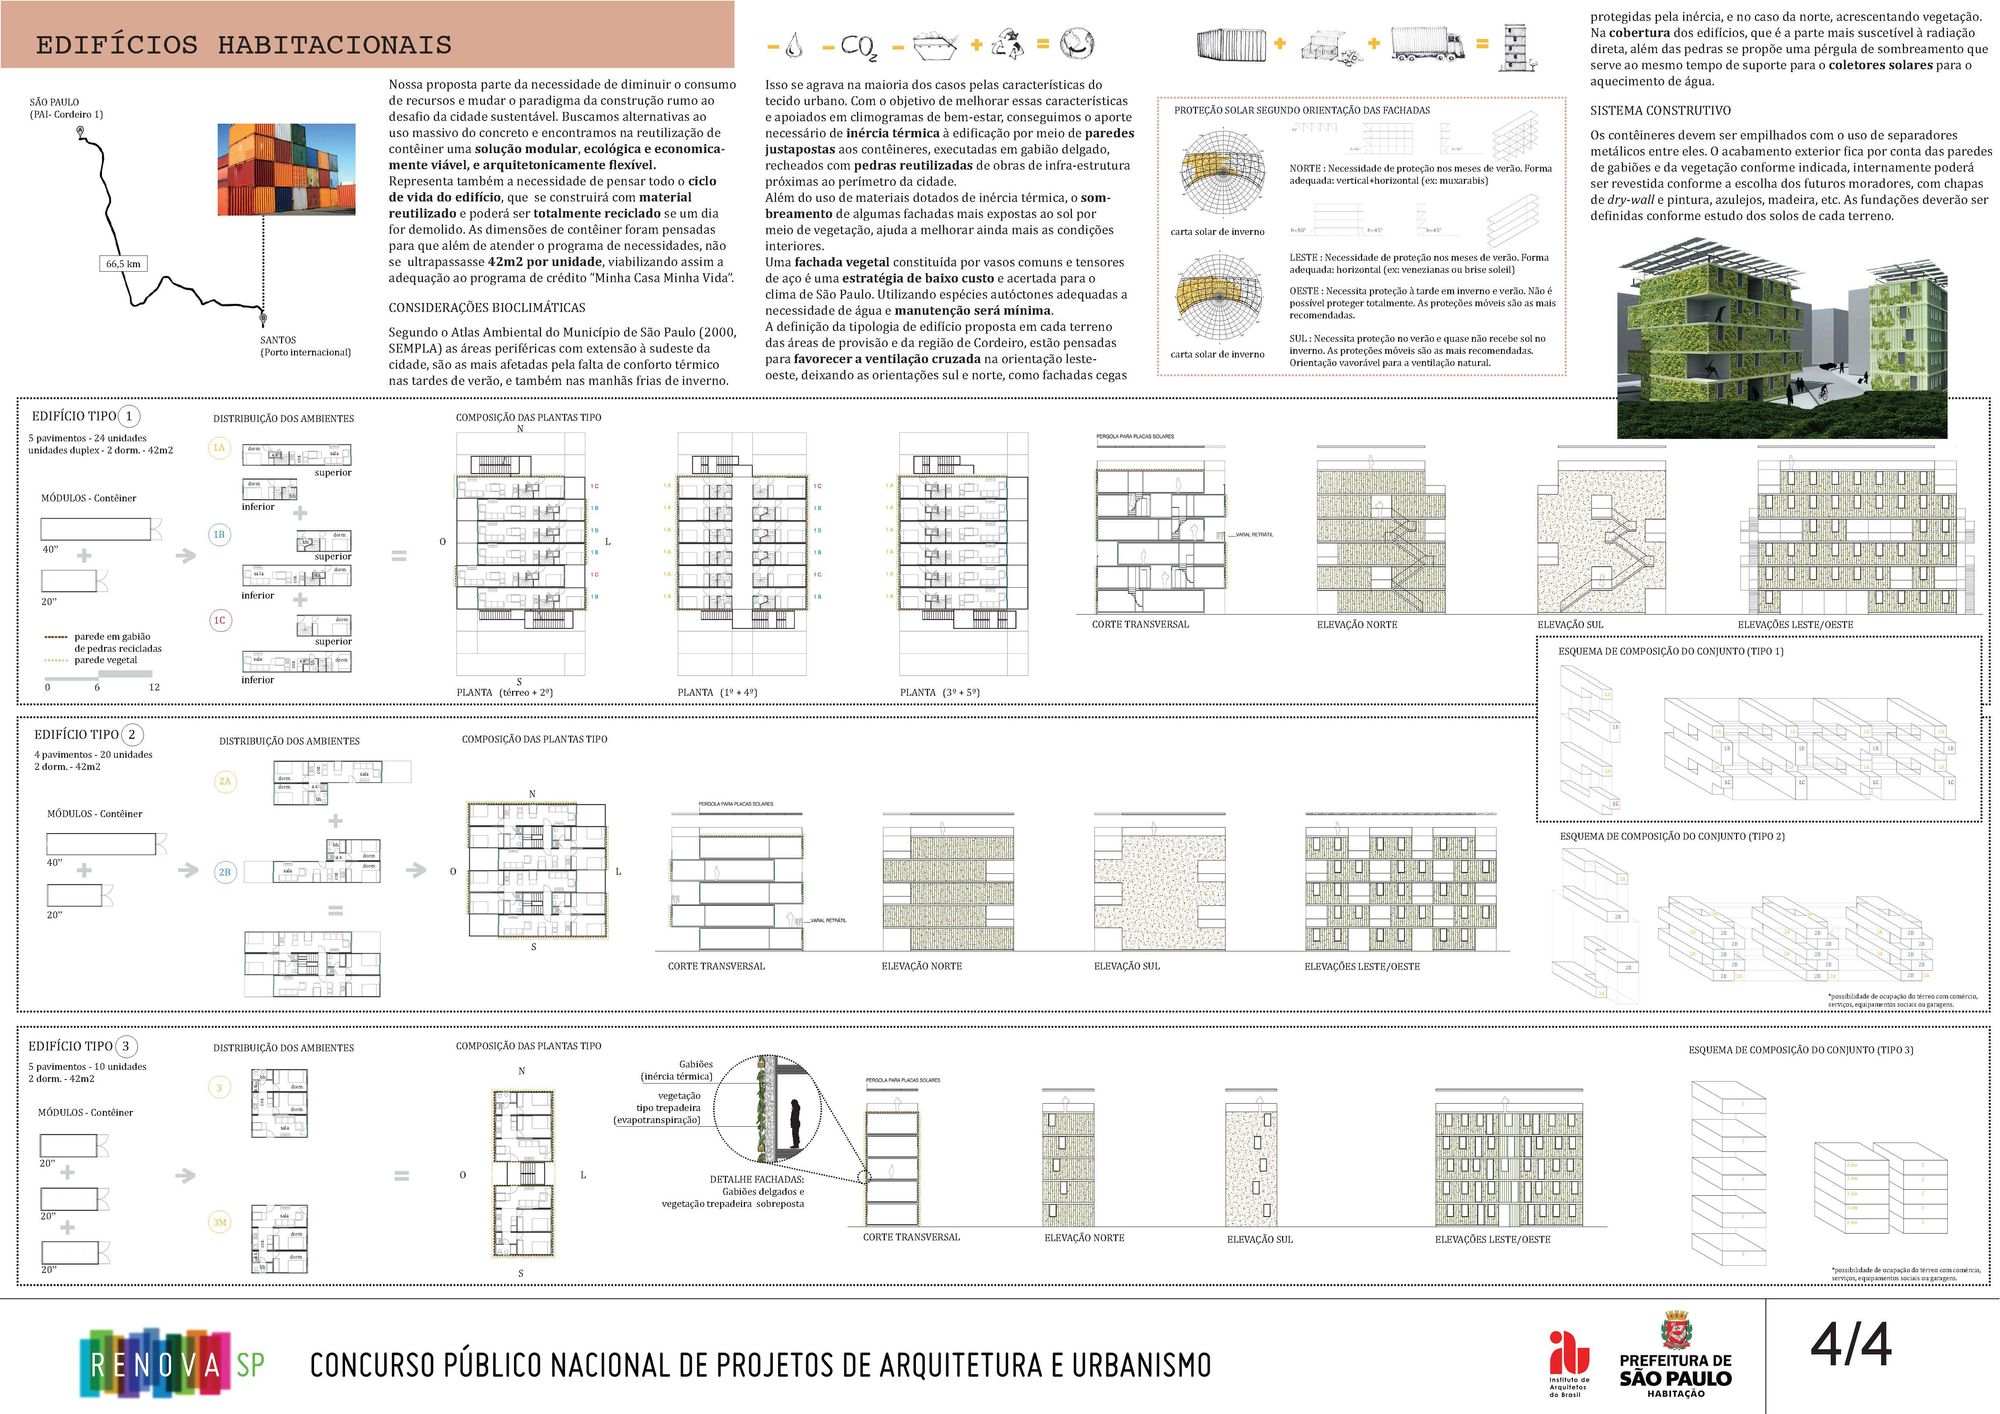 EDIFÍCIOS HABITACIONAIS
SÃO PAULO
(PAI- Cordeiro 1)
66,5 km
SANTOS
(Porto internacional)
Nossa proposta parte da necessidade de diminuir o consumo
de recursos e mudar o paradigma da construção rumo ao
desafio da cidade sustentável. Buscamos alternativas ao
uso massivo do concreto e encontramos na reutilização de
contêiner uma solução modular, ecológica e economica-
mente viável, e arquitetonicamente flexível.
Representa também a necessidade de pensar todo o ciclo
de vida do edifício, que se construirá com material
reutilizado e poderá ser totalmente reciclado se um dia
for demolido. As dimensões de contêiner foram pensadas
para que além de atender o programa de necessidades, não
se ultrapassasse 42m2 por unidade, viabilizando assim a
adequação ao programa de crédito “Minha Casa Minha Vida”.
CONSIDERAÇÕES BIOCLIMÁTICAS
Segundo o Atlas Ambiental do Município de São Paulo (2000,
SEMPLA) as áreas periféricas com extensão à sudeste da
cidade, são as mais afetadas pela falta de conforto térmico
nas tardes de verão, e também nas manhãs frias de inverno.
- - CO2 - + =
Isso se agrava na maioria dos casos pelas características do
tecido urbano. Com o objetivo de melhorar essas características
e apoiados em climogramas de bem-estar, conseguimos o aporte
necessário de inércia térmica à edificação por meio de paredes
justapostas aos contêineres, executadas em gabião delgado,
recheados com pedras reutilizadas de obras de infra-estrutura
próximas ao perímetro da cidade.
Além do uso de materiais dotados de inércia térmica, o som-
breamento de algumas fachadas mais expostas ao sol por
meio de vegetação, ajuda a melhorar ainda mais as condições
interiores.
Uma fachada vegetal constituída por vasos comuns e tensores
de aço é uma estratégia de baixo custo e acertada para o
clima de São Paulo. Utilizando espécies autóctones adequadas a
necessidade de água e manutenção será mínima.
A definição da tipologia de edifício proposta em cada terreno
das áreas de provisão e da região de Cordeiro, estão pensadas
para favorecer a ventilação cruzada na orientação leste-
oeste, deixando as orientações sul e norte, como fachadas cegas
+ + =
PROTEÇÃO SOLAR SEGUNDO ORIENTAÇÃO DAS FACHADAS
carta solar de inverno
carta solar de inverno
NORTE : Necessidade de proteção nos meses de verão. Forma
adequada: vertical+horizontal (ex: muxarabis)
LESTE : Necessidade de proteção nos meses de verão. Forma
adequada: horizontal (ex: venezianas ou brise soleil)
OESTE : Necessita proteção à tarde em inverno e verão. Não é
possível proteger totalmente. As proteções móviles são as mais
recomendadas.
SUL : Necessita proteção no verão e quase não recebe sol no
inverno. As proteções móviles são as mais recomendadas.
Orientação vavorável para a ventilação natural.
protegidas pela inércia, e no caso da norte, acrescentando vegetação.
Na cobertura dos edifícios, que é a parte mais suscetível à radiação
direta, além das pedras se propõe uma pérgula de sombreamento que
serve ao mesmo tempo de suporte para o coletores solares para o
aquecimento de água.
SISTEMA CONSTRUTIVO
Os contêineres devem ser empilhados com o uso de separadores
metálicos entre eles. O acabamento exterior fica por conta das paredes
de gabiões e da vegetação conforme indicada, internamente poderá
ser revestida conforme a escolha dos futuros moradores, com chapas
de dry-wall e pintura, azulejos, madeira, etc. As fundações deverão ser
definidas conforme estudo dos solos de cada terreno.
EDIFÍCIO TIPO 1
5 pavimentos - 24 unidades
unidades duplex - 2 dorm. - 42m2
MÓDULOS - Contêiner
40”
20”
parede em gabião
de pedras recicladas
parede vegetal
0 6 12
DISTRIBUIÇÃO DOS AMBIENTES
1A
superior
inferior
1B
superior
inferior
1C
superior
inferior
COMPOSIÇÃO DAS PLANTAS TIPO
N
O
L
S
PLANTA (térreo + 2º)
PLANTA (1º + 4º)
PLANTA (3º + 5º)
PERGOLA PARA PLACAS SOLARES
VARAL RETRÁTIL
CORTE TRANSVERSAL
ELEVAÇÃO NORTE
ELEVAÇÃO SUL
ELEVAÇÕES LESTE/OESTE
ESQUEMA DE COMPOSIÇÃO DO CONJUNTO (TIPO 1)
EDIFÍCIO TIPO 2
4 pavimentos - 20 unidades
2 dorm. - 42m2
MÓDULOS - Contêiner
40”
20”
DISTRIBUIÇÃO DOS AMBIENTES
2A
2B
COMPOSIÇÃO DAS PLANTAS TIPO
N
O
L
S
PERGOLA PARA PLACAS SOLARES
VARAL RETRÁTIL
CORTE TRANSVERSAL
ELEVAÇÃO NORTE
ELEVAÇÃO SUL
ELEVAÇÕES LESTE/OESTE
ESQUEMA DE COMPOSIÇÃO DO CONJUNTO (TIPO 2)
*possibilidade de ocupação do térreo com comércio,
serviços, equipamentos sociais ou garagens.
EDIFÍCIO TIPO 3
5 pavimentos - 10 unidades
2 dorm. - 42m2
MÓDULOS - Contêiner
20”
20”
20”
DISTRIBUIÇÃO DOS AMBIENTES
3
3M
COMPOSIÇÃO DAS PLANTAS TIPO
N
O
L
S
Gabiões
(inércia térmica)
vegetação
tipo trepadeira
(evapotranspiração)
DETALHE FACHADAS:
Gabiões delgados e
vegetação trepadeira sobreposta
PERGOLA PARA PLACAS SOLARES
CORTE TRANSVERSAL
ELEVAÇÃO NORTE
ELEVAÇÃO SUL
ELEVAÇÕES LESTE/OESTE
ESQUEMA DE COMPOSIÇÃO DO CONJUNTO (TIPO 3)
*possibilidade de ocupação do térreo com comércio,
serviços, equipamentos sociais ou garagens.
RENOVA SP
CONCURSO PÚBLICO NACIONAL DE PROJETOS DE ARQUITETURA E URBANISMO
iab
Instituto de
Arquitetos
do Brasil
PREFEITURA DE
SÃO PAULO
HABITAÇÃO
4/4